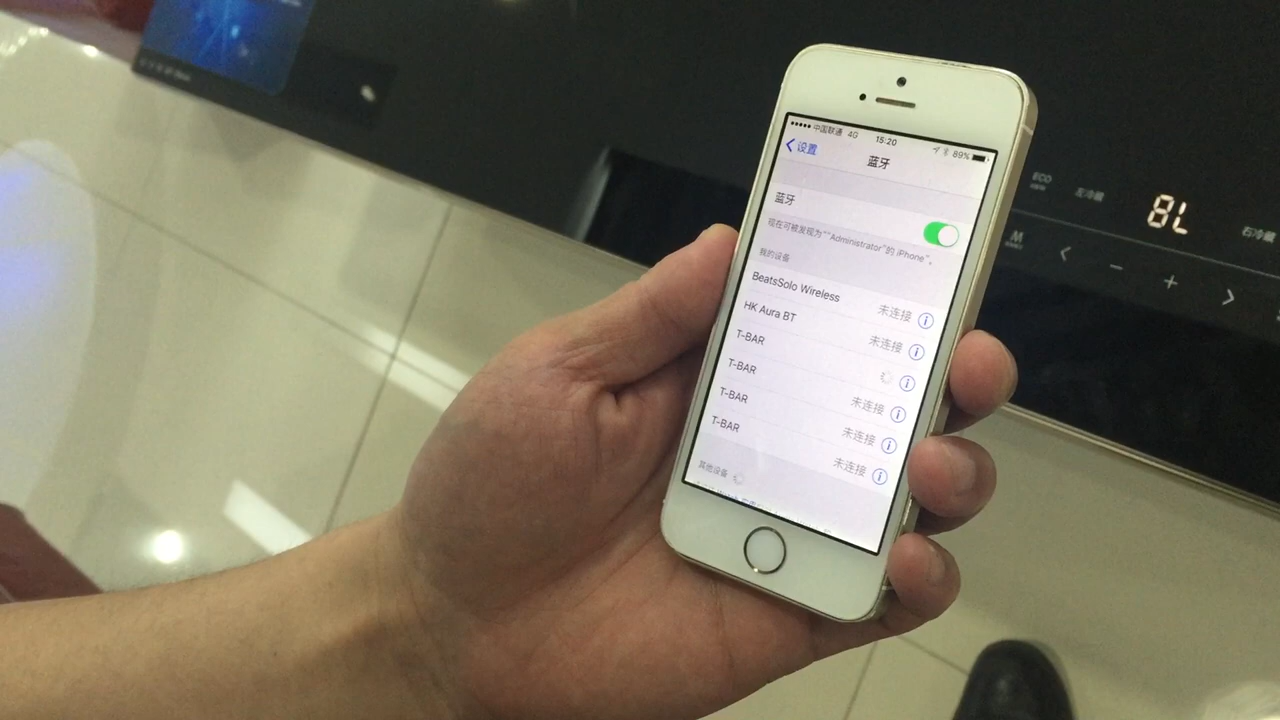 中国联通 4G 15:20 89%
设置 蓝牙
蓝牙
现在可被发现为““Administrator”的 iPhone”。
我的设备
BeatsSolo Wireless 未连接
HK Aura BT 未连接
T-BAR
T-BAR 未连接
T-BAR 未连接
T-BAR 未连接
其他设备
ECO 左冷藏 8L 右冷藏
M < − + >